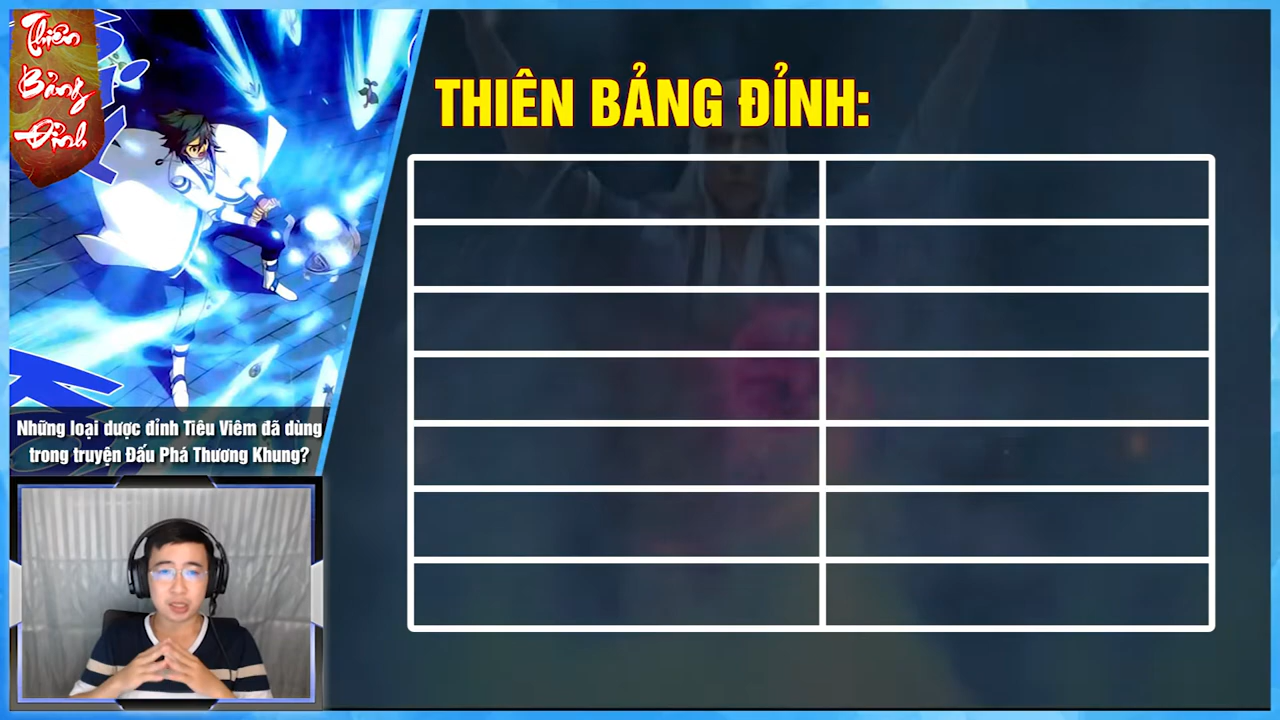 Thiên
Bảng
Đỉnh
THIÊN BẢNG ĐỈNH:
Những loại dược đỉnh Tiêu Viêm đã dùng
trong truyện Đấu Phá Thương Khung?